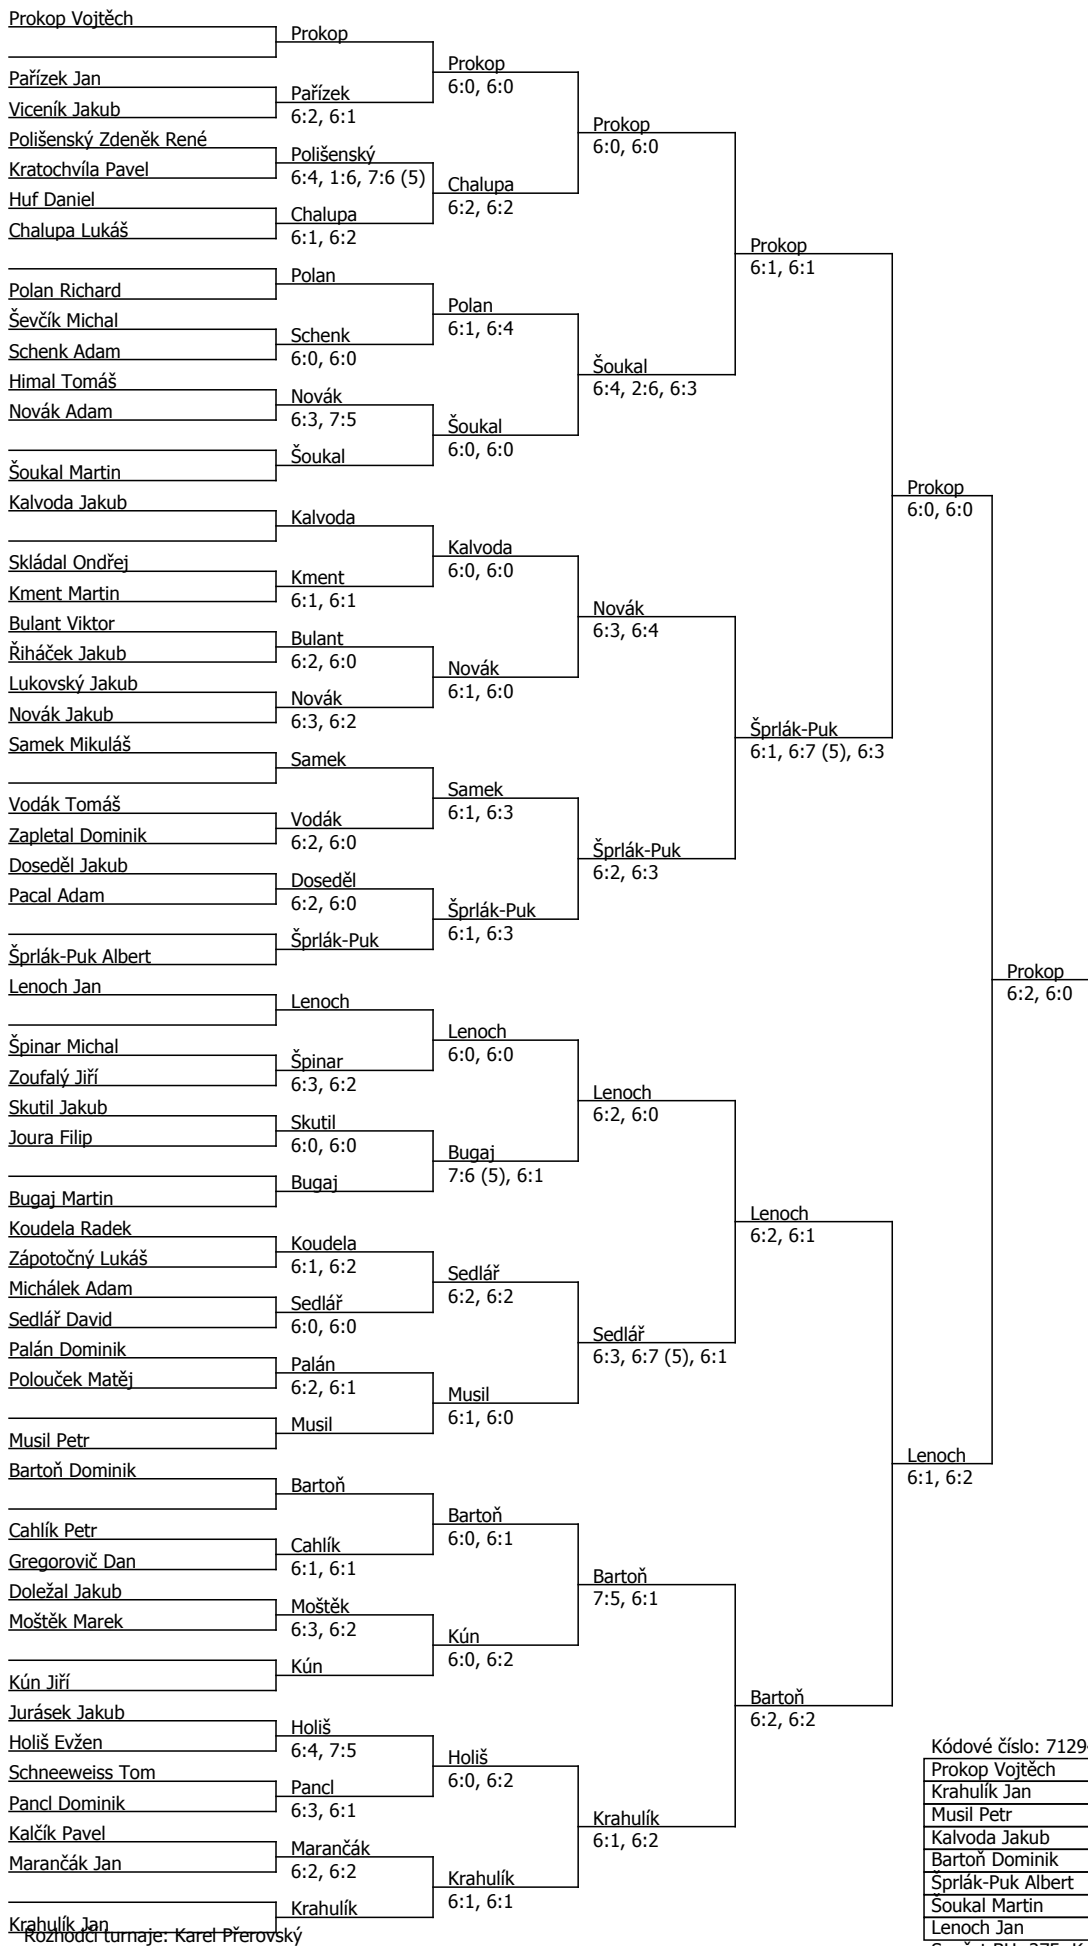 Prokop Vojtěch
Pařízek Jan
Viceník Jakub
Polišenský Zdeněk René
Kratochvíla Pavel
Huf Daniel
Chalupa Lukáš
Polan Richard
Ševčík Michal
Schenk Adam
Himal Tomáš
Novák Adam
Šoukal Martin
Kalvoda Jakub
Skládal Ondřej
Kment Martin
Bulant Viktor
Řiháček Jakub
Lukovský Jakub
Novák Jakub
Samek Mikuláš
Vodák Tomáš
Zapletal Dominik
Doseděl Jakub
Pacal Adam
Šprlák-Puk Albert
Lenoch Jan
Špinar Michal
Zoufalý Jiří
Skutil Jakub
Joura Filip
Bugaj Martin
Koudela Radek
Zápotočný Lukáš
Michálek Adam
Sedlář David
Palán Dominik
Polouček Matěj
Musil Petr
Bartoň Dominik
Cahlík Petr
Gregorovič Dan
Doležal Jakub
Moštěk Marek
Kún Jiří
Jurásek Jakub
Holiš Evžen
Schneeweiss Tom
Pancl Dominik
Kalčík Pavel
Marančák Jan
Krahulík Jan
Rozhodčí turnaje: Karel Přerovský
Prokop
Pařízek
6:2, 6:1
Polišenský
6:4, 1:6, 7:6 (5)
Chalupa
6:1, 6:2
Polan
Schenk
6:0, 6:0
Novák
6:3, 7:5
Šoukal
Kalvoda
Kment
6:1, 6:1
Bulant
6:2, 6:0
Novák
6:3, 6:2
Samek
Vodák
6:2, 6:0
Doseděl
6:2, 6:0
Šprlák-Puk
Lenoch
Špinar
6:3, 6:2
Skutil
6:0, 6:0
Bugaj
Koudela
6:1, 6:2
Sedlář
6:0, 6:0
Palán
6:2, 6:1
Musil
Bartoň
Cahlík
6:1, 6:1
Moštěk
6:3, 6:2
Kún
Holiš
6:4, 7:5
Pancl
6:3, 6:1
Marančák
6:2, 6:2
Krahulík
Prokop
6:0, 6:0
Chalupa
6:2, 6:2
Polan
6:1, 6:4
Šoukal
6:0, 6:0
Kalvoda
6:0, 6:0
Novák
6:1, 6:0
Samek
6:1, 6:3
Šprlák-Puk
6:1, 6:3
Lenoch
6:0, 6:0
Bugaj
7:6 (5), 6:1
Sedlář
6:2, 6:2
Musil
6:1, 6:0
Bartoň
6:0, 6:1
Kún
6:0, 6:2
Holiš
6:0, 6:2
Krahulík
6:1, 6:1
Prokop
6:0, 6:0
Šoukal
6:4, 2:6, 6:3
Novák
6:3, 6:4
Šprlák-Puk
6:2, 6:3
Lenoch
6:2, 6:0
Sedlář
6:3, 6:7 (5), 6:1
Bartoň
7:5, 6:1
Krahulík
6:1, 6:2
Prokop
6:1, 6:1
Šprlák-Puk
6:1, 6:7 (5), 6:3
Lenoch
6:2, 6:1
Bartoň
6:2, 6:2
Prokop
6:0, 6:0
Lenoch
6:1, 6:2
Prokop
6:2, 6:0
Kódové číslo: 7129
Prokop Vojtěch
Krahulík Jan
Musil Petr
Kalvoda Jakub
Bartoň Dominik
Šprlák-Puk Albert
Šoukal Martin
Lenoch Jan